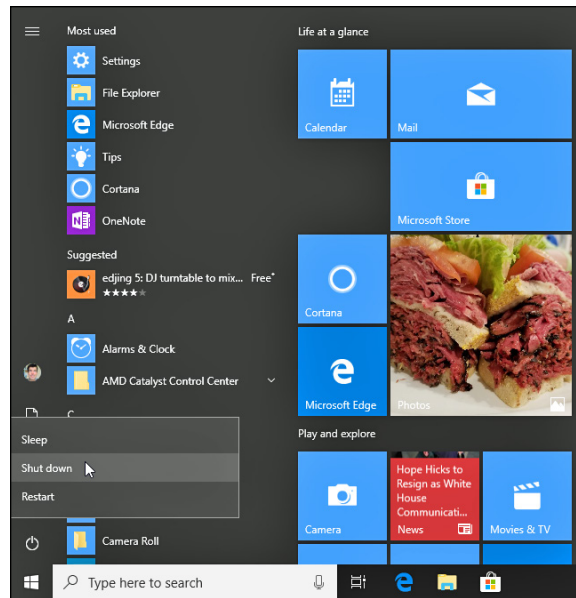 Most used
Settings
File Explorer
Microsoft Edge
Tips
Cortana
OneNote
Suggested
edjing 5: DJ turntable to mix... Free*
A
Alarms & Clock
AMD Catalyst Control Center
C
Camera Roll
Sleep
Shut down
Restart
Life at a glance
Calendar
Mail
Microsoft Store
Cortana
Microsoft Edge
Photos
Play and explore
Camera
Hope Hicks to
Resign as White
House
Communicati...
News
Movies & TV
Type here to search